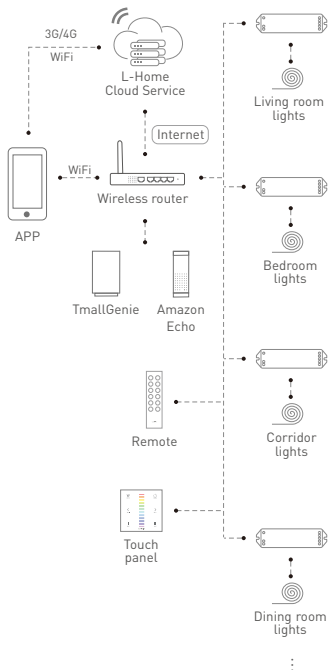 3G/4G
WiFi
L-Home
Cloud Service
Internet
WiFi
Wireless router
APP
TmallGenie
Amazon
Echo
Remote
Touch
panel
Living room
lights
Bedroom
lights
Corridor
lights
Dining room
lights